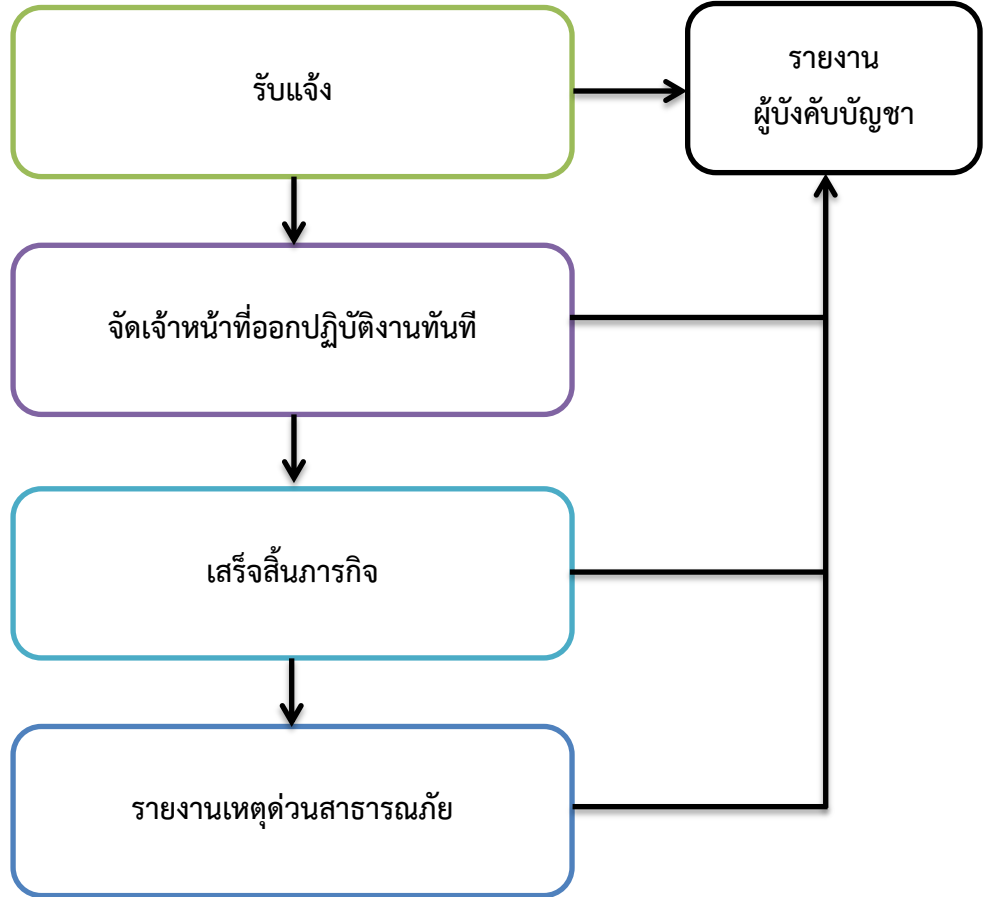 รับแจ้ง
รายงาน
ผู้บังคับบัญชา
จัดเจ้าหน้าที่ออกปฏิบัติงานทันที
เสร็จสิ้นภารกิจ
รายงานเหตุด่วนสาธารณภัย